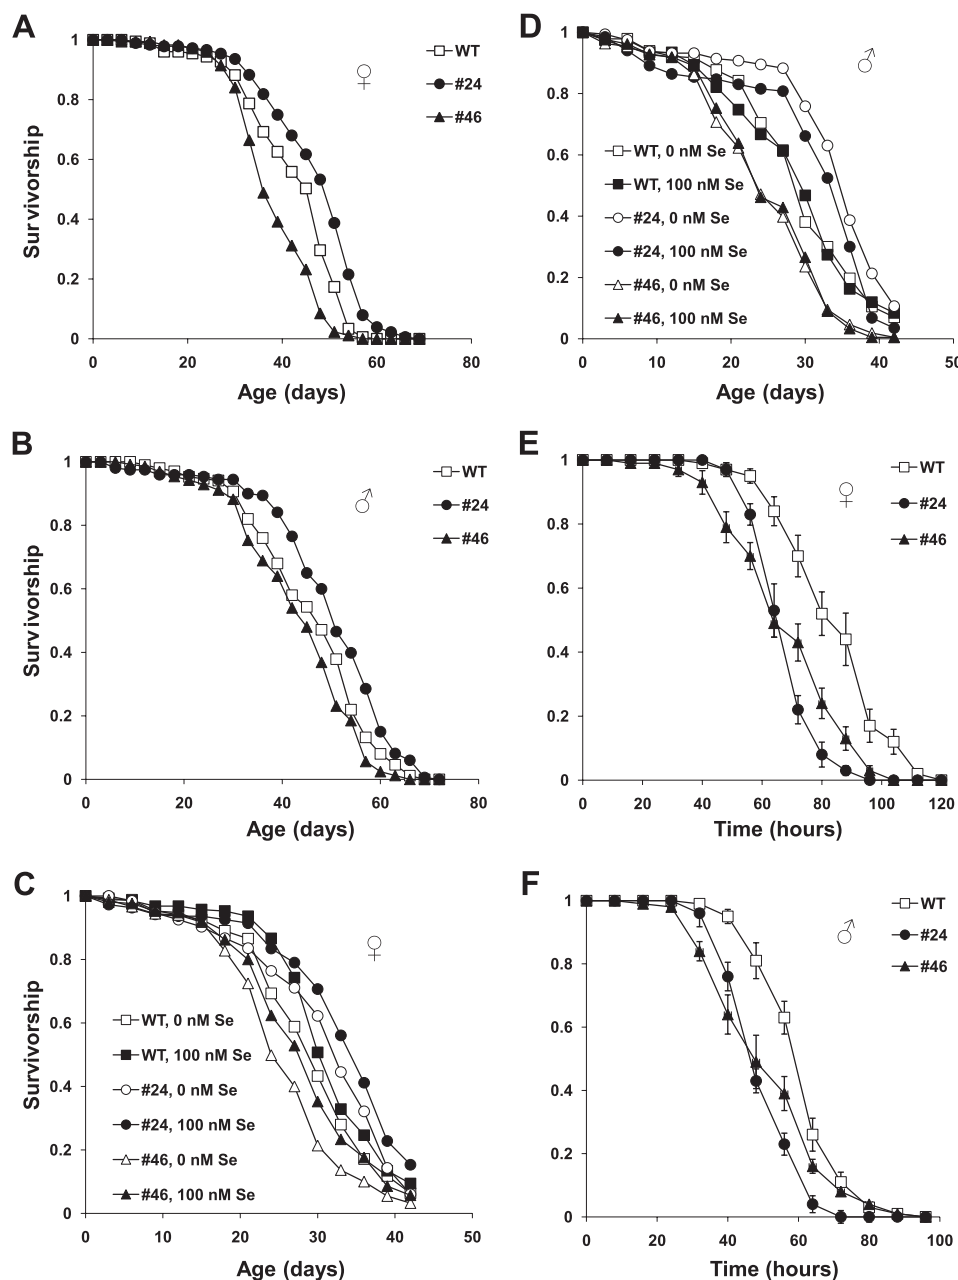 A
♀
WT
#24
#46
Survivorship
1
0.8
0.6
0.4
0.2
0
0 20 40 60 80
Age (days)
D
♂
WT, 0 nM Se
WT, 100 nM Se
#24, 0 nM Se
#24, 100 nM Se
#46, 0 nM Se
#46, 100 nM Se
1
0.8
0.6
0.4
0.2
0
0 10 20 30 40 50
Age (days)
B
♂
WT
#24
#46
Survivorship
1
0.8
0.6
0.4
0.2
0
0 20 40 60 80
Age (days)
E
♀
WT
#24
#46
1
0.8
0.6
0.4
0.2
0
0 20 40 60 80 100 120
Time (hours)
C
♀
WT, 0 nM Se
WT, 100 nM Se
#24, 0 nM Se
#24, 100 nM Se
#46, 0 nM Se
#46, 100 nM Se
Survivorship
1
0.8
0.6
0.4
0.2
0
0 10 20 30 40 50
Age (days)
F
♂
WT
#24
#46
1
0.8
0.6
0.4
0.2
0
0 20 40 60 80 100
Time (hours)